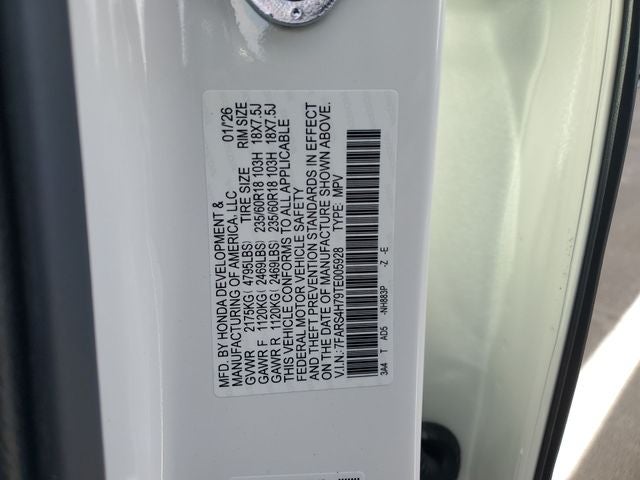 MFD. BY HONDA DEVELOPMENT & 01/26
MANUFACTURING OF AMERICA, LLC
TIRE SIZE RIM SIZE
GVWR 2175KG( 4795LBS)
GAWR F 1120KG( 2469LBS) 235/60R18 103H 18X7.5J
GAWR R 1120KG( 2469LBS) 235/60R18 103H 18X7.5J
THIS VEHICLE CONFORMS TO ALL APPLICABLE
FEDERAL MOTOR VEHICLE SAFETY
AND THEFT PREVENTION STANDARDS IN EFFECT
ON THE DATE OF MANUFACTURE SHOWN ABOVE.
V.I.N.: 7FARS4H79TE005928 TYPE: MPV
3A4 T AD5 -NH883P -Z -E